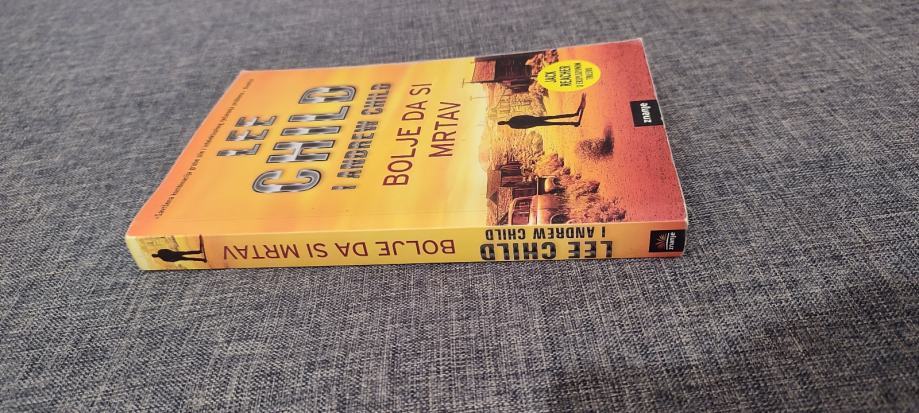 LEE
CHILD
I ANDREW CHILD
BOLJE DA SI
MRTAV
JACK
REACHER
znanje
LEE CHILD
I ANDREW CHILD
BOLJE DA SI MRTAV
znanje